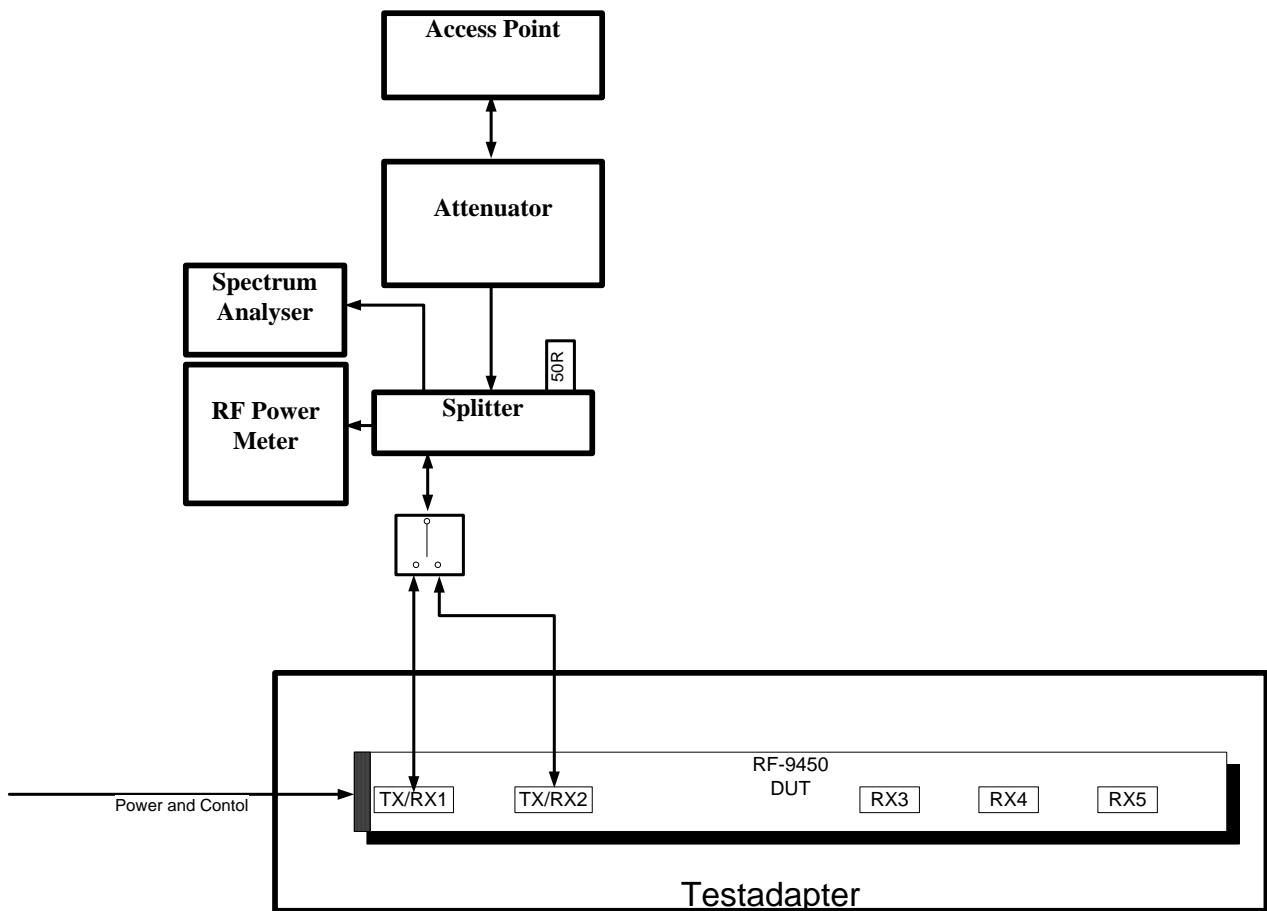 Access Point
Attenuator
Spectrum
Analyser
50R
RF Power
Meter
Splitter
RF-9450
DUT
Power and Contol
TX/RX1
TX/RX2
RX3
RX4
RX5
Testadapter